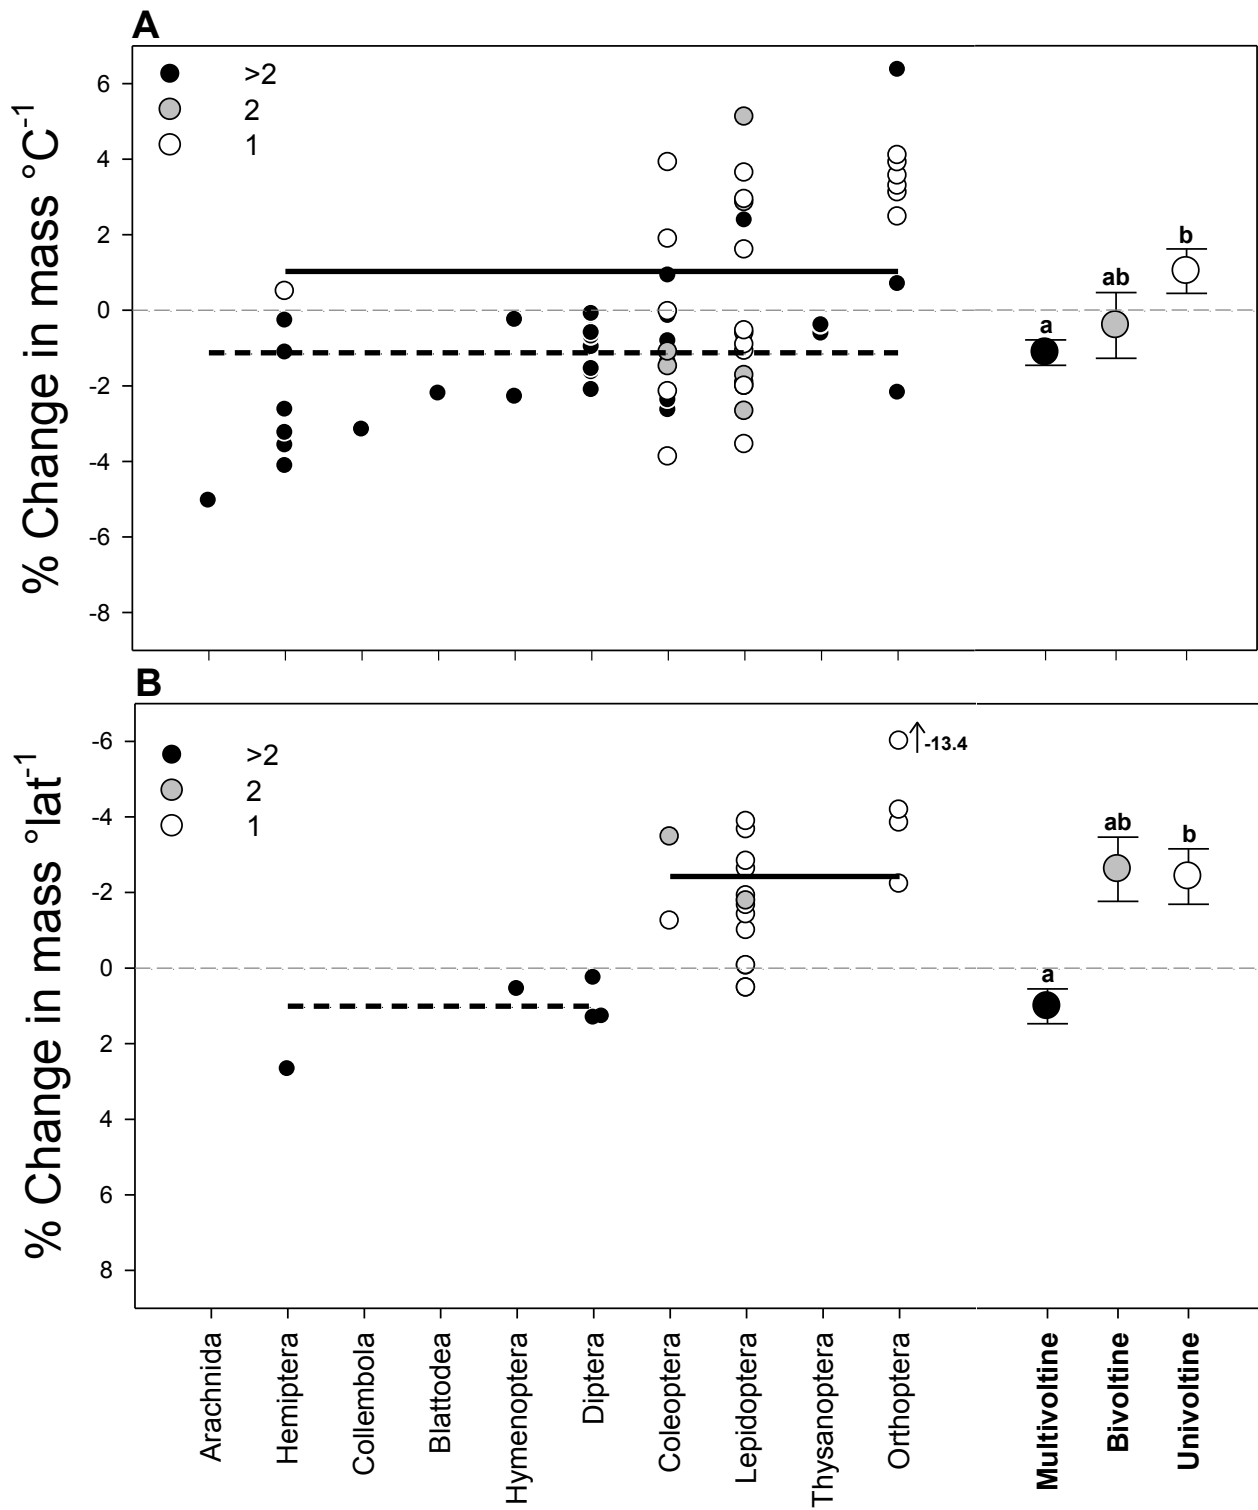 A
% Change in mass °C-1
>2
2
1
6
4
2
0
-2
-4
-6
-8
a
ab
b
B
% Change in mass °lat-1
>2
2
1
-6
-4
-2
0
2
4
6
8
-13.4
a
ab
b
Arachnida
Hemiptera
Collembola
Blattodea
Hymenoptera
Diptera
Coleoptera
Lepidoptera
Thysanoptera
Orthoptera
Multivoltine
Bivoltine
Univoltine